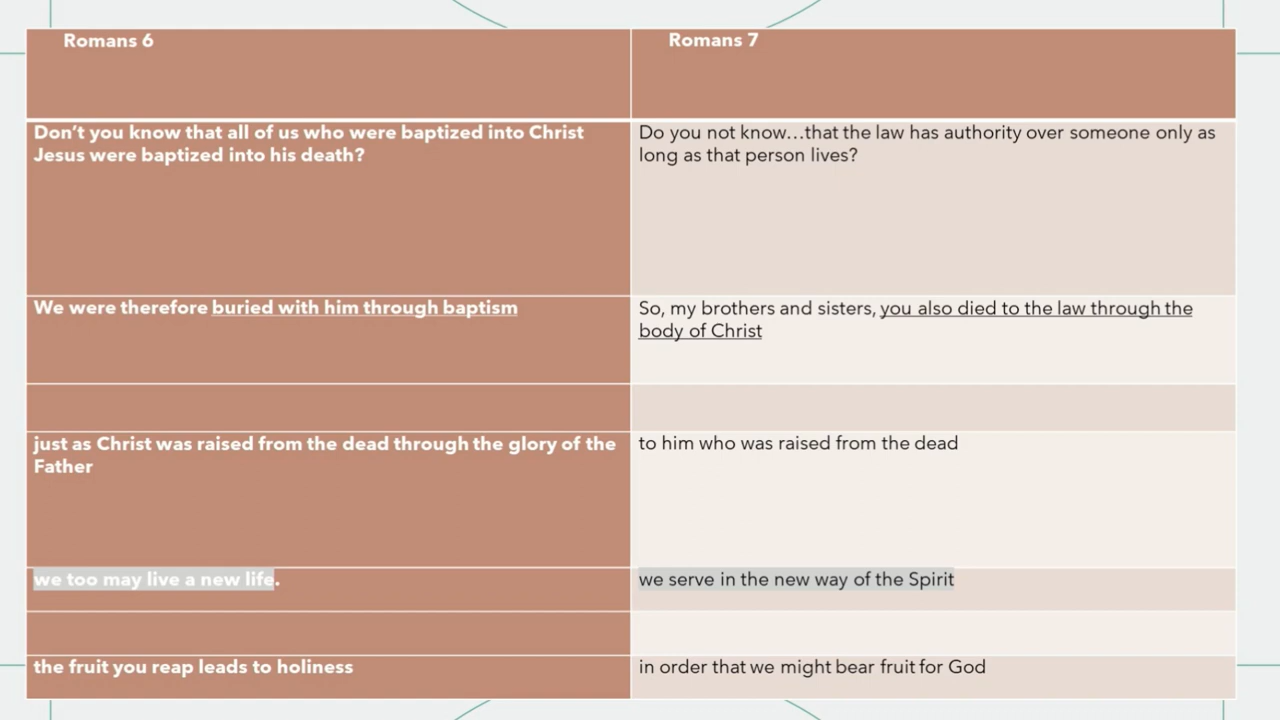 Romans 6
Romans 7
Don’t you know that all of us who were baptized into Christ
Jesus were baptized into his death?
Do you not know…that the law has authority over someone only as
long as that person lives?
We were therefore buried with him through baptism
So, my brothers and sisters, you also died to the law through the
body of Christ
just as Christ was raised from the dead through the glory of the
Father
to him who was raised from the dead
we too may live a new life.
we serve in the new way of the Spirit
the fruit you reap leads to holiness
in order that we might bear fruit for God